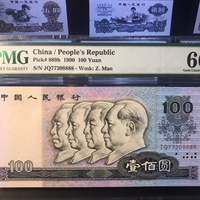 PMG
China / People's Republic
Pick# 889b 1990 100 Yuan
S/N JQ77208888 - Wmk: Z. Mao
66
中国人民银行
100
JQ77208888
100
壹佰圆